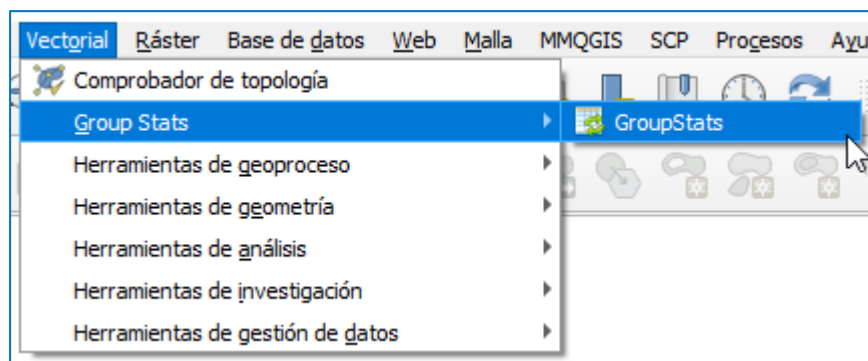 Vectorial Ráster Base de datos Web Malla MMQGIS SCP Procesos Ayu
Comprobador de topología
Group Stats
GroupStats
Herramientas de geoproceso
Herramientas de geometría
Herramientas de análisis
Herramientas de investigación
Herramientas de gestión de datos